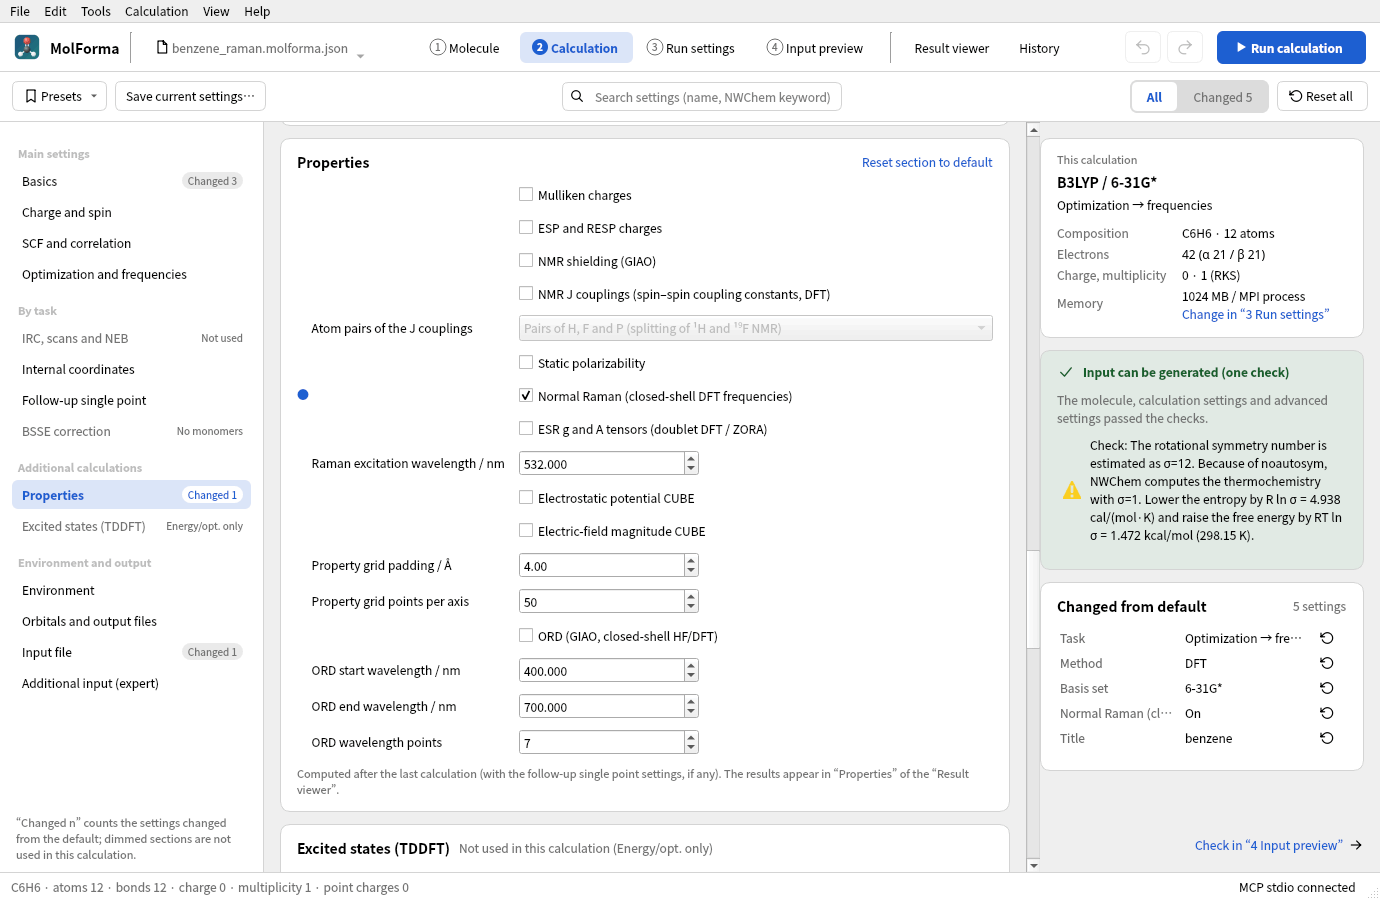 File Edit Tools Calculation View Help
MolForma
benzene_raman.molforma.json
1 Molecule
2 Calculation
3 Run settings
4 Input preview
Result viewer
History
Run calculation
Presets
Save current settings···
Search settings (name, NWChem keyword)
All
Changed 5
Reset all
Main settings
Basics Changed 3
Charge and spin
SCF and correlation
Optimization and frequencies
By task
IRC, scans and NEB Not used
Internal coordinates
Follow-up single point
BSSE correction No monomers
Additional calculations
Properties Changed 1
Excited states (TDDFT) Energy/opt. only
Environment and output
Environment
Orbitals and output files
Input file Changed 1
Additional input (expert)
“Changed n” counts the settings changed
from the default; dimmed sections are not
used in this calculation.
Properties Reset section to default
Mulliken charges
ESP and RESP charges
NMR shielding (GIAO)
NMR J couplings (spin–spin coupling constants, DFT)
Atom pairs of the J couplings Pairs of H, F and P (splitting of ¹H and ¹⁹F NMR)
Static polarizability
Normal Raman (closed-shell DFT frequencies)
ESR g and A tensors (doublet DFT / ZORA)
Raman excitation wavelength / nm 532.000
Electrostatic potential CUBE
Electric-field magnitude CUBE
Property grid padding / Å 4.00
Property grid points per axis 50
ORD (GIAO, closed-shell HF/DFT)
ORD start wavelength / nm 400.000
ORD end wavelength / nm 700.000
ORD wavelength points 7
Computed after the last calculation (with the follow-up single point settings, if any). The results appear in “Properties” of the “Result
viewer”.
Excited states (TDDFT) Not used in this calculation (Energy/opt. only)
This calculation
B3LYP / 6-31G*
Optimization → frequencies
Composition C6H6 · 12 atoms
Electrons 42 (α 21 / β 21)
Charge, multiplicity 0 · 1 (RKS)
Memory 1024 MB / MPI process
Change in “3 Run settings”
Input can be generated (one check)
The molecule, calculation settings and advanced
settings passed the checks.
Check: The rotational symmetry number is
estimated as σ=12. Because of noautosym,
NWChem computes the thermochemistry
with σ=1. Lower the entropy by R ln σ = 4.938
cal/(mol·K) and raise the free energy by RT ln
σ = 1.472 kcal/mol (298.15 K).
Changed from default 5 settings
Task Optimization → fre···
Method DFT
Basis set 6-31G*
Normal Raman (cl··· On
Title benzene
Check in “4 Input preview” →
C6H6 · atoms 12 · bonds 12 · charge 0 · multiplicity 1 · point charges 0
MCP stdio connected